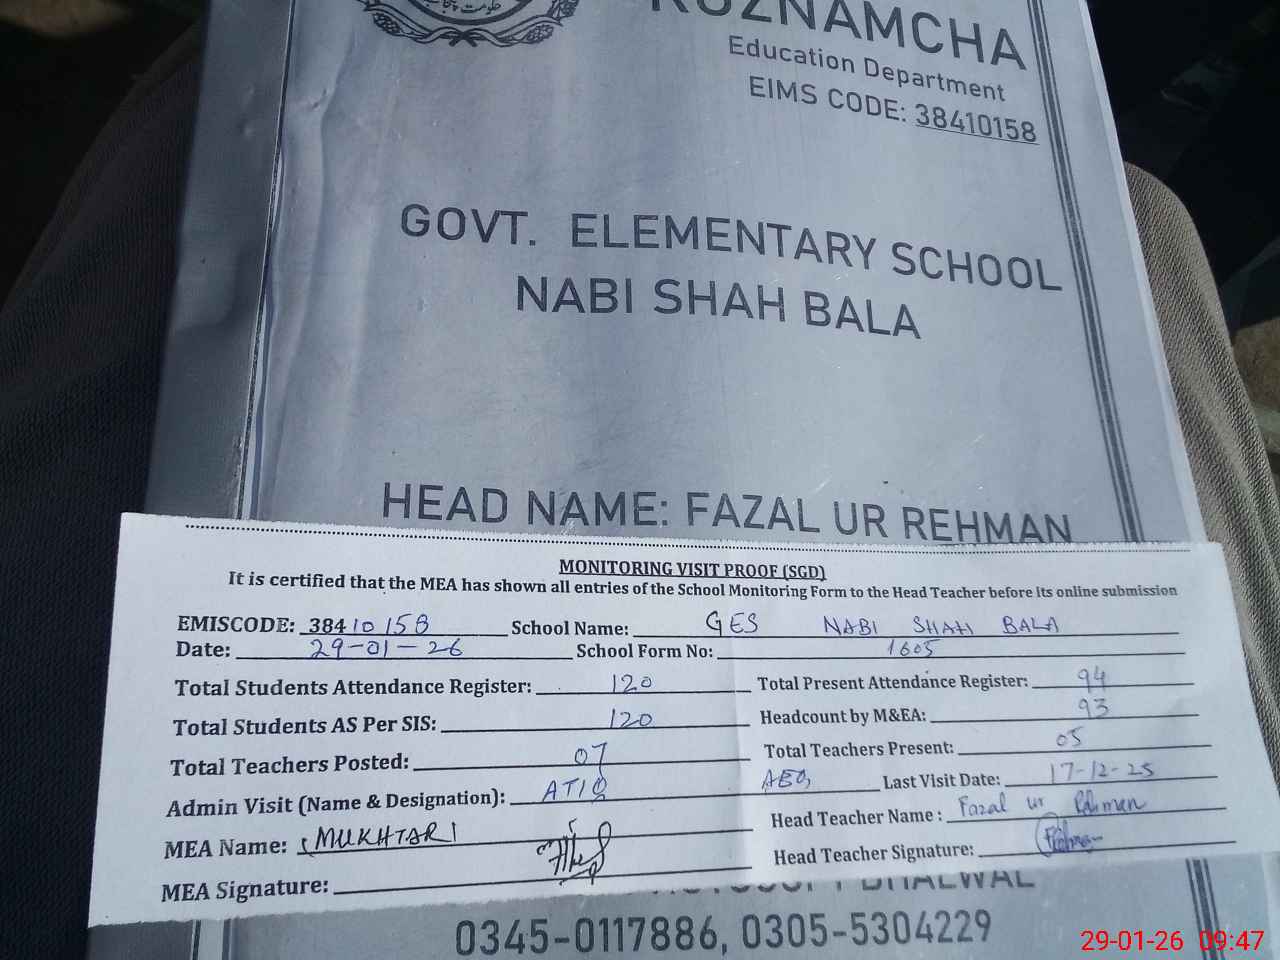 حکومت پنجاب
ROZNAMCHA
Education Department
EIMS CODE: 38410158
GOVT. ELEMENTARY SCHOOL
NABI SHAH BALA
HEAD NAME: FAZAL UR REHMAN
MONITORING VISIT PROOF (SGD)
It is certified that the MEA has shown all entries of the School Monitoring Form to the Head Teacher before its online submission
EMISCODE: 38410158 School Name: GES NABI SHAH BALA
Date: 29-01-26 School Form No: 1605
Total Students Attendance Register: 120 Total Present Attendance Register: 94
Total Students AS Per SIS: 120 Headcount by M&EA: 93
Total Teachers Posted: 07 Total Teachers Present: 05
Admin Visit (Name & Designation): ATIQ AEO, Last Visit Date: 17-12-25
MEA Name: MUKHTAR Head Teacher Name: Fazal ur Rehman
MEA Signature: Head Teacher Signature:
BHALWAL
0345-0117886, 0305-5304229
29-01-26 09:47